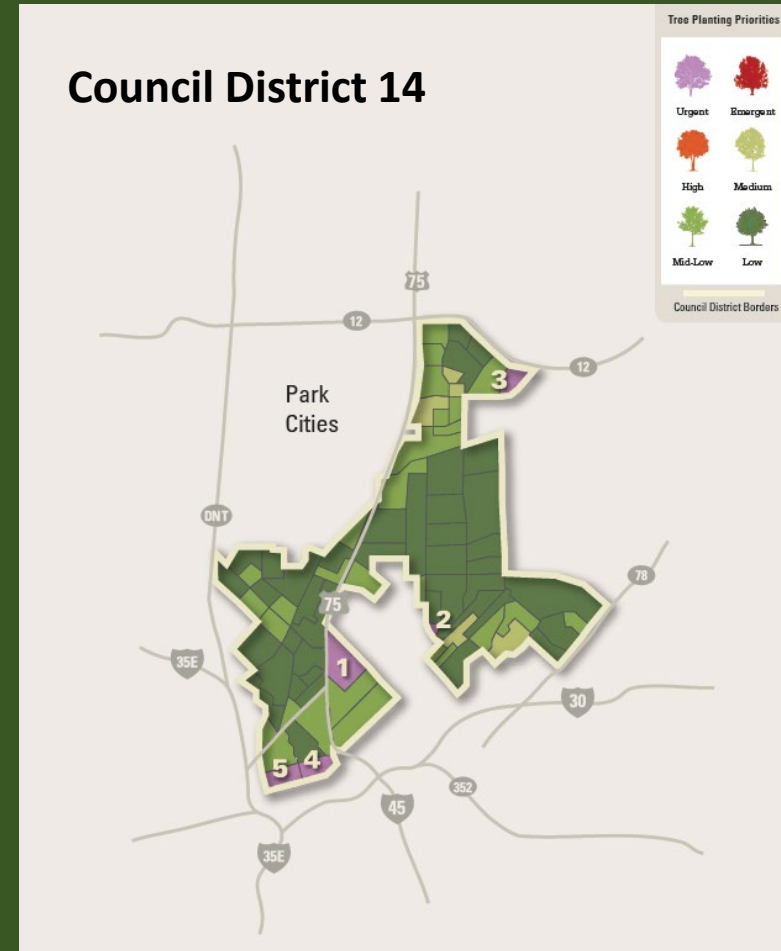 Council District 14
Tree Planting Priorities
Urgent
Emergent
High
Medium
Mid-Low
Low
Council District Borders
75
12
12
3
Park
Cities
DNT
78
75
2
35E
1
30
5
4
352
45
35E